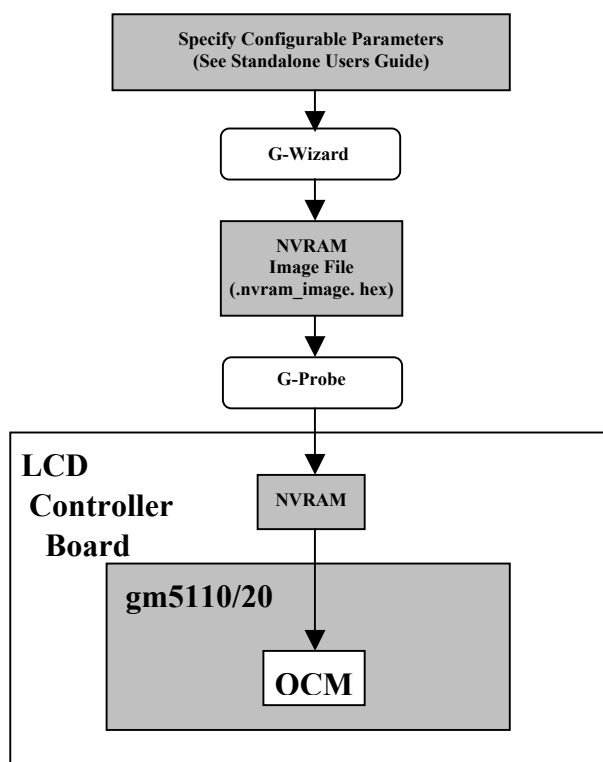 Specify Configurable Parameters
(See Standalone Users Guide)
G-Wizard
NVRAM
Image File
(.nvram_image. hex)
G-Probe
LCD
Controller
Board
NVRAM
gm5110/20
OCM